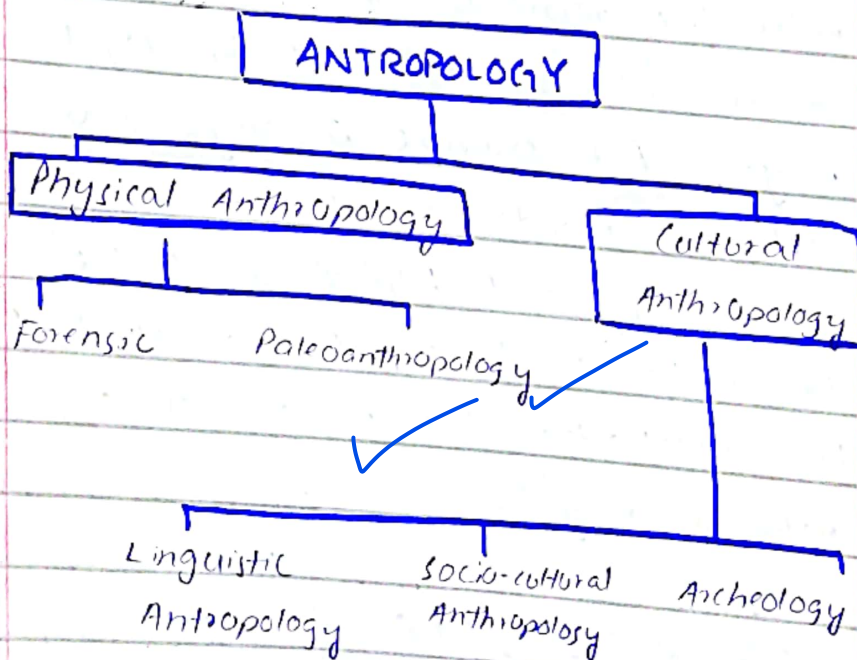 ANTROPOLOGY
Physical Anthropology
Cultural
Anthropology
Forensic
Paleoanthropology
Linguistic
Antropology
Socio-cultural
Anthropology
Archeology